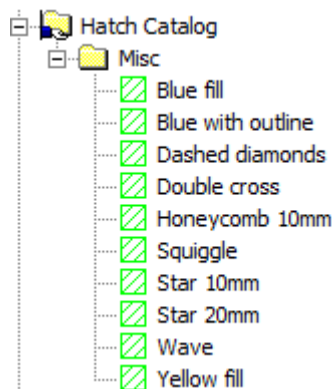 Hatch Catalog
Misc
Blue fill
Blue with outline
Dashed diamonds
Double cross
Honeycomb 10mm
Squiggle
Star 10mm
Star 20mm
Wave
Yellow fill